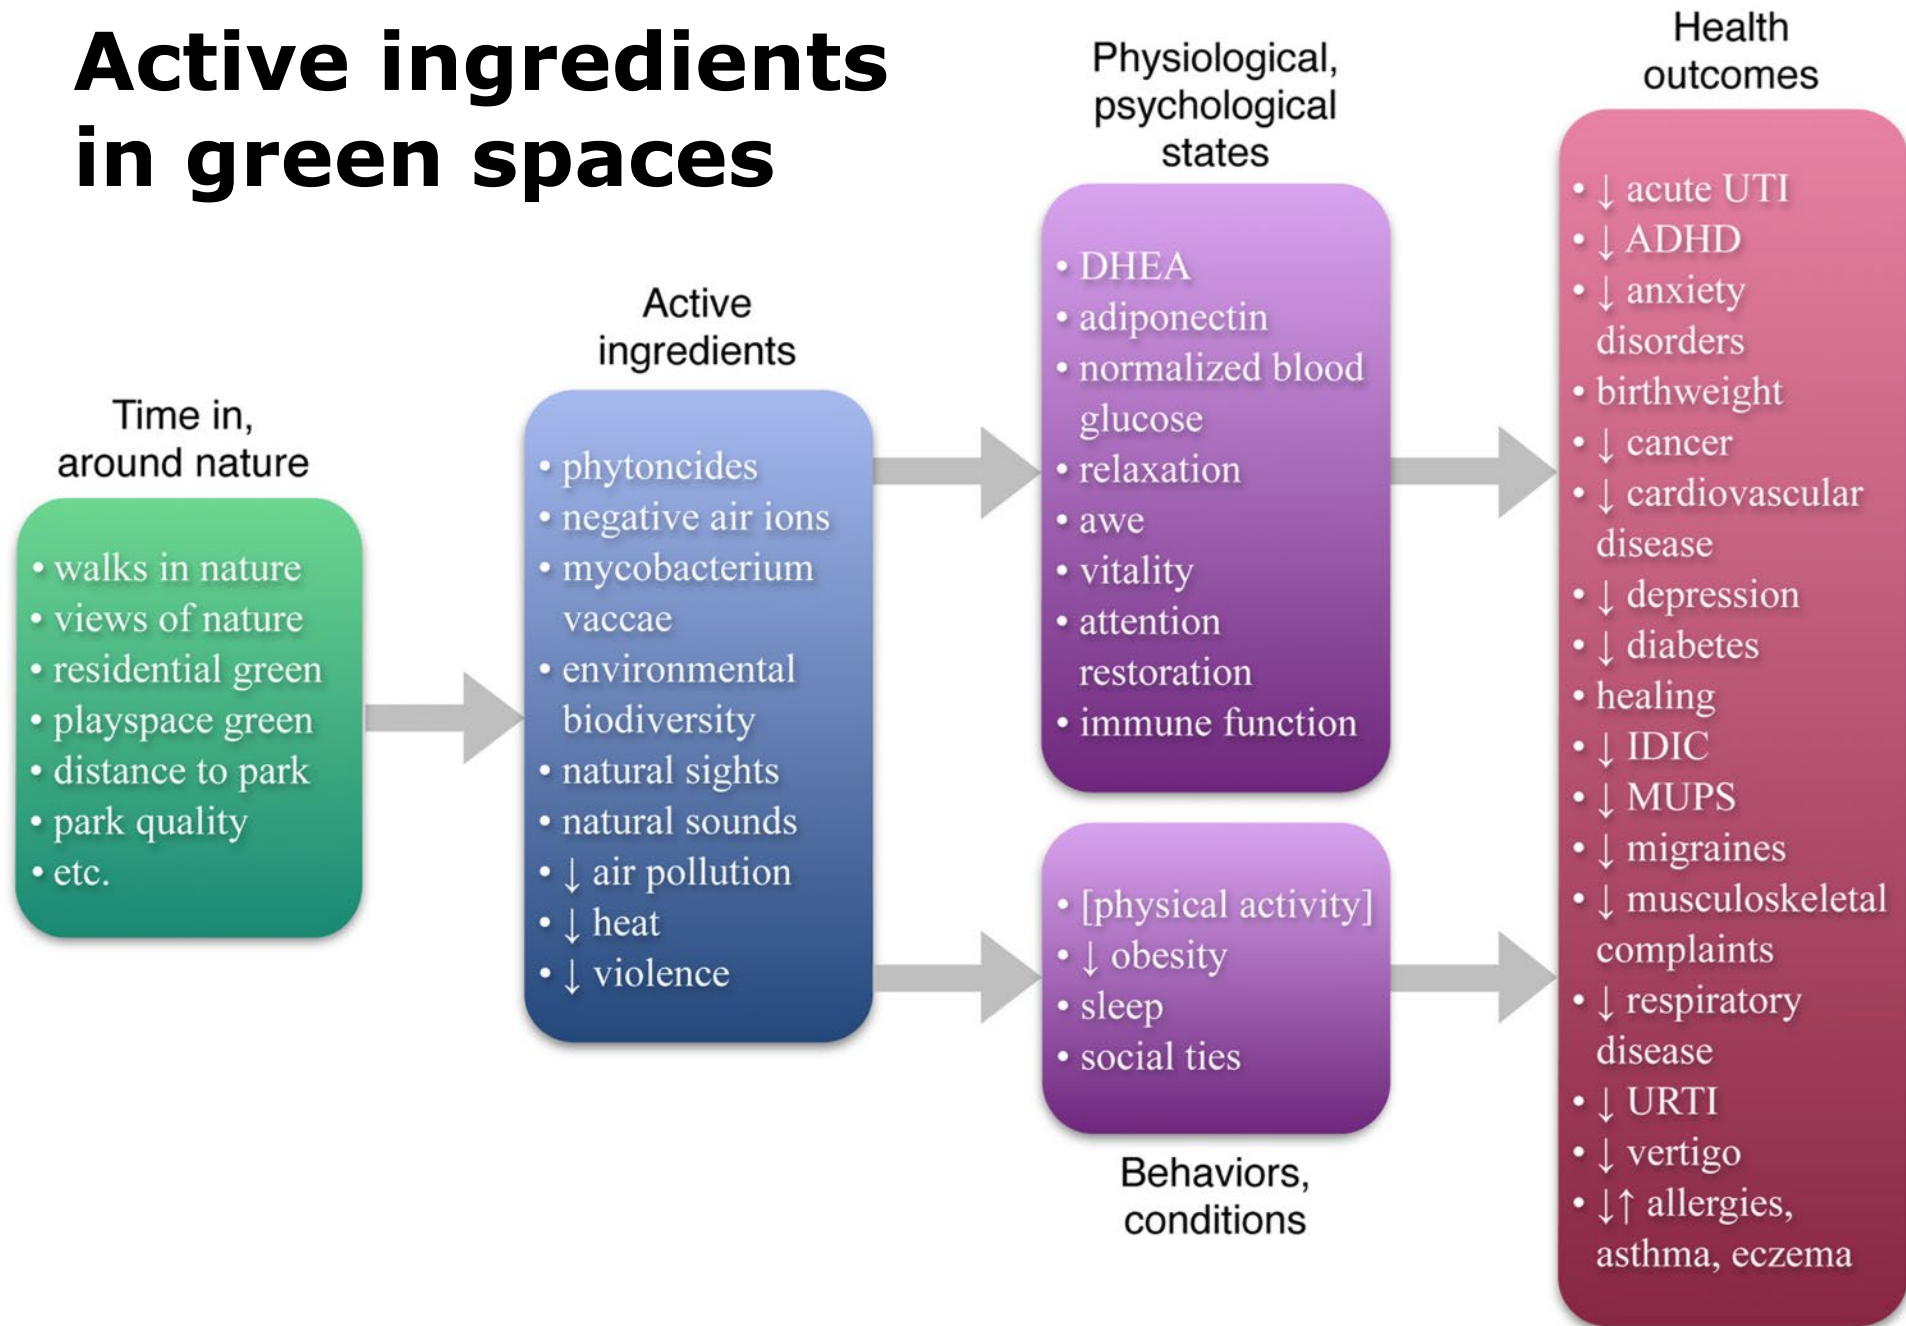 Active ingredients
in green spaces
Time in,
around nature
• walks in nature
• views of nature
• residential green
• playspace green
• distance to park
• park quality
• etc.
Active
ingredients
• phytoncides
• negative air ions
• mycobacterium
vaccae
• environmental
biodiversity
• natural sights
• natural sounds
• ↓ air pollution
• ↓ heat
• ↓ violence
Physiological,
psychological
states
• DHEA
• adiponectin
• normalized blood
glucose
• relaxation
• awe
• vitality
• attention
restoration
• immune function
• [physical activity]
• ↓ obesity
• sleep
• social ties
Behaviors,
conditions
Health
outcomes
• ↓ acute UTI
• ↓ ADHD
• ↓ anxiety
disorders
• birthweight
• ↓ cancer
• ↓ cardiovascular
disease
• ↓ depression
• ↓ diabetes
• healing
• ↓ IDIC
• ↓ MUPS
• ↓ migraines
• ↓ musculoskeletal
complaints
• ↓ respiratory
disease
• ↓ URTI
• ↓ vertigo
• ↓↑ allergies,
asthma, eczema